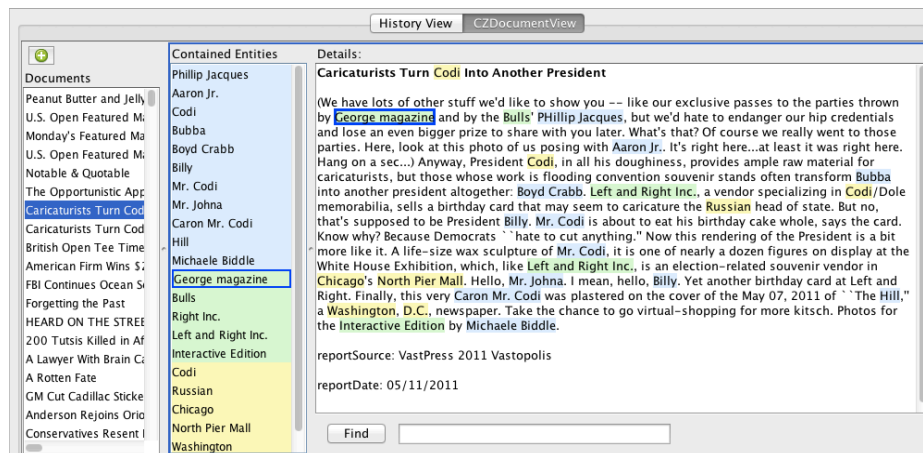 History View
CZDocumentView
Documents
Peanut Butter and Jelly
U.S. Open Featured Ma
Monday's Featured Ma
U.S. Open Featured Ma
Notable & Quotable
The Opportunistic App
Caricaturists Turn Cod
Caricaturists Turn Cod
British Open Tee Time
American Firm Wins $2
FBI Continues Ocean S
Forgetting the Past
HEARD ON THE STREE
200 Tutsis Killed in Af
A Lawyer With Brain Ca
A Rotten Fate
GM Cut Cadillac Sticke
Anderson Rejoins Orio
Conservatives Resent
Contained Entities
Phillip Jacques
Aaron Jr.
Codi
Bubba
Boyd Crabb
Billy
Mr. Codi
Mr. Johna
Caron Mr. Codi
Hill
Michaele Biddle
George magazine
Bulls
Right Inc.
Left and Right Inc.
Interactive Edition
Codi
Russian
Chicago
North Pier Mall
Washington
Details:
Caricaturists Turn Codi Into Another President
(We have lots of other stuff we'd like to show you -- like our exclusive passes to the parties thrown
by George magazine and by the Bulls' PHillip Jacques, but we'd hate to endanger our hip credentials
and lose an even bigger prize to share with you later. What's that? Of course we really went to those
parties. Here, look at this photo of us posing with Aaron Jr.. It's right here...at least it was right here.
Hang on a sec...) Anyway, President Codi, in all his doughiness, provides ample raw material for
caricaturists, but those whose work is flooding convention souvenir stands often transform Bubba
into another president altogether: Boyd Crabb. Left and Right Inc., a vendor specializing in Codi/Dole
memorabilia, sells a birthday card that may seem to caricature the Russian head of state. But no,
that's supposed to be President Billy. Mr. Codi is about to eat his birthday cake whole, says the card.
Know why? Because Democrats ``hate to cut anything.'' Now this rendering of the President is a bit
more like it. A life-size wax sculpture of Mr. Codi, it is one of nearly a dozen figures on display at the
White House Exhibition, which, like Left and Right Inc., is an election-related souvenir vendor in
Chicago's North Pier Mall. Hello, Mr. Johna. I mean, hello, Billy. Yet another birthday card at Left and
Right. Finally, this very Caron Mr. Codi was plastered on the cover of the May 07, 2011 of ``The Hill,''
a Washington, D.C., newspaper. Take the chance to go virtual-shopping for more kitsch. Photos for
the Interactive Edition by Michaele Biddle.
reportSource: VastPress 2011 Vastopolis
reportDate: 05/11/2011
Find